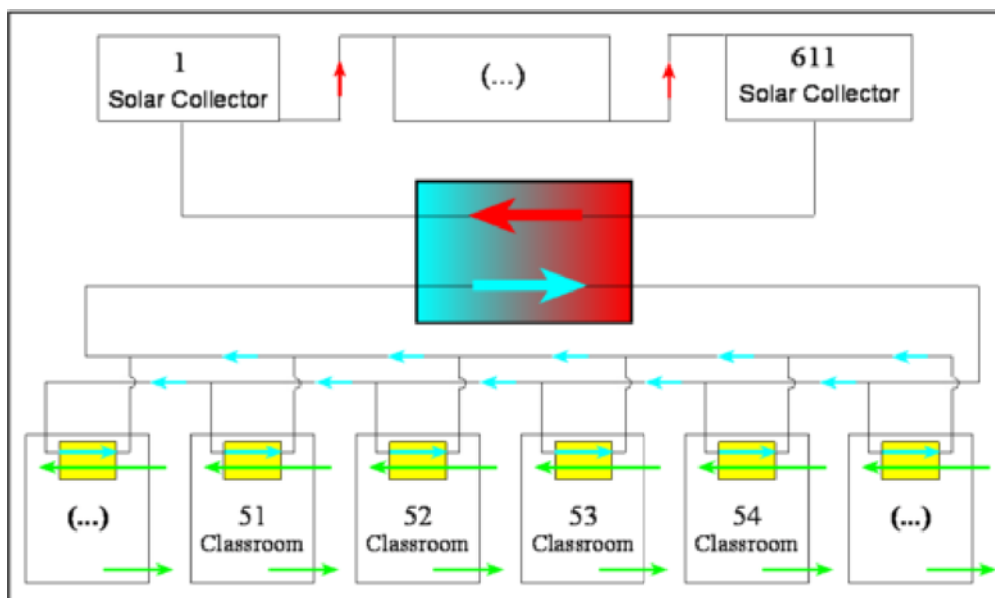 1
Solar Collector
(...)
611
Solar Collector
(...)
51
Classroom
52
Classroom
53
Classroom
54
Classroom
(...)